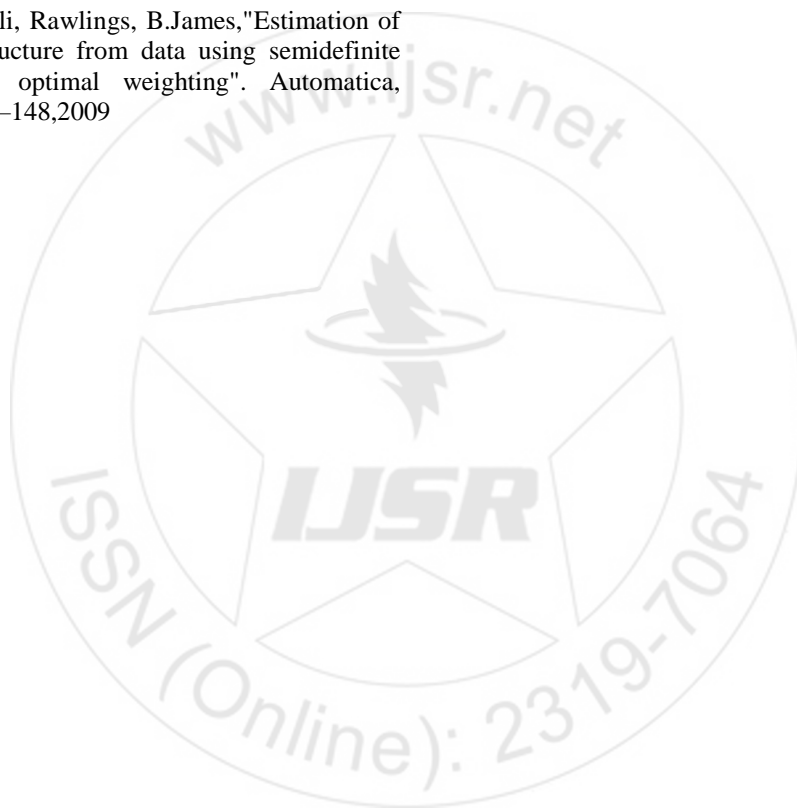 li, Rawlings, B.James,"Estimation of
ucture from data using semidefinite
optimal weighting". Automatica,
–148,2009
www.ijsr.net
IJSR
ISSN (Online): 2319-7064